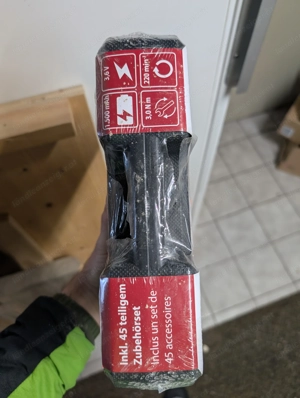 3,6 V
220 min⁻¹
1.500 mAh
3,0 Nm
Inkl. 45 teiligem
Zubehörset
Inclus un set de
45 accessoires